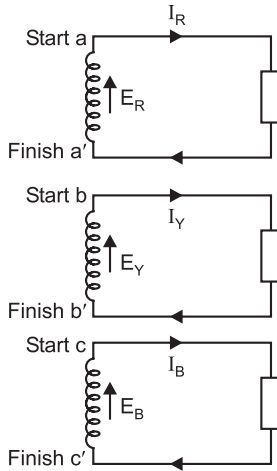 I_R
Start a
E_R
Finish a′
Start b
I_Y
E_Y
Finish b′
Start c
I_B
E_B
Finish c′